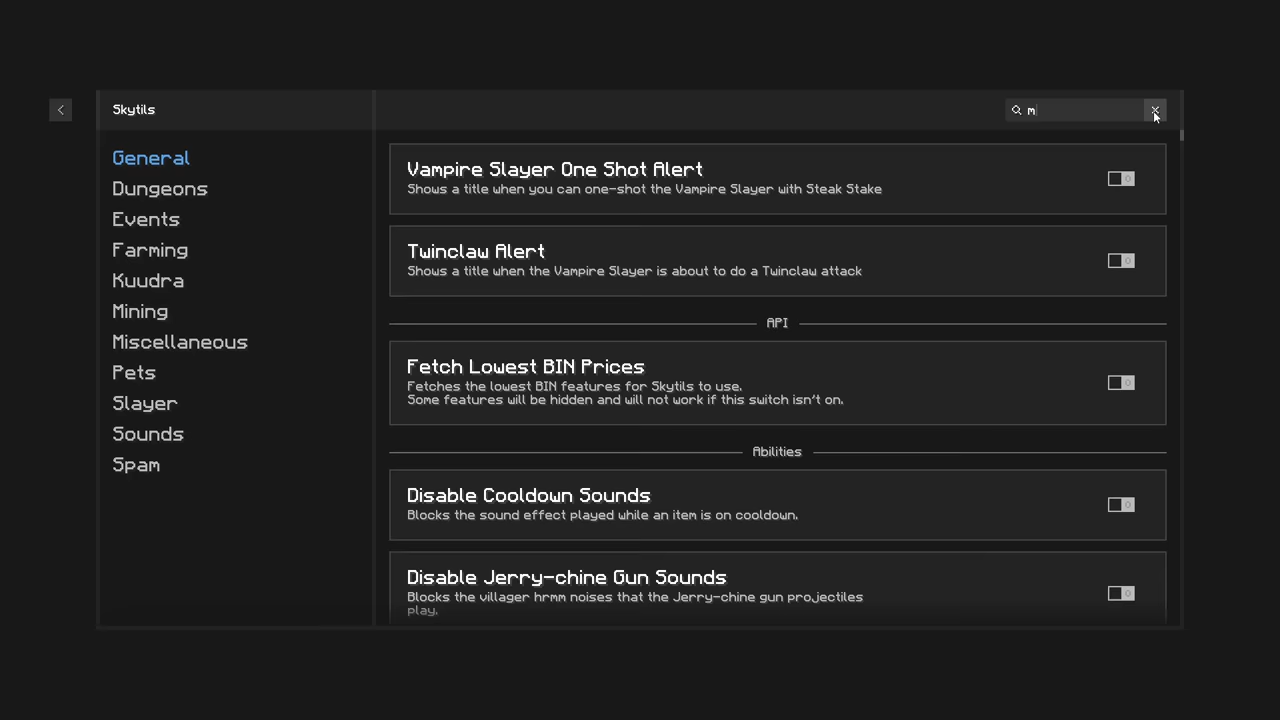 Skytils
m
General
Dungeons
Events
Farming
Kuudra
Mining
Miscellaneous
Pets
Slayer
Sounds
Spam
Vampire Slayer One Shot Alert
Shows a title when you can one-shot the Vampire Slayer with Steak Stake
Twinclaw Alert
Shows a title when the Vampire Slayer is about to do a Twinclaw attack
API
Fetch Lowest BIN Prices
Fetches the lowest BIN features for Skytils to use.
Some features will be hidden and will not work if this switch isn't on.
Abilities
Disable Cooldown Sounds
Blocks the sound effect played while an item is on cooldown.
Disable Jerry-chine Gun Sounds
Blocks the villager hrmm noises that the Jerry-chine gun projectiles
play.